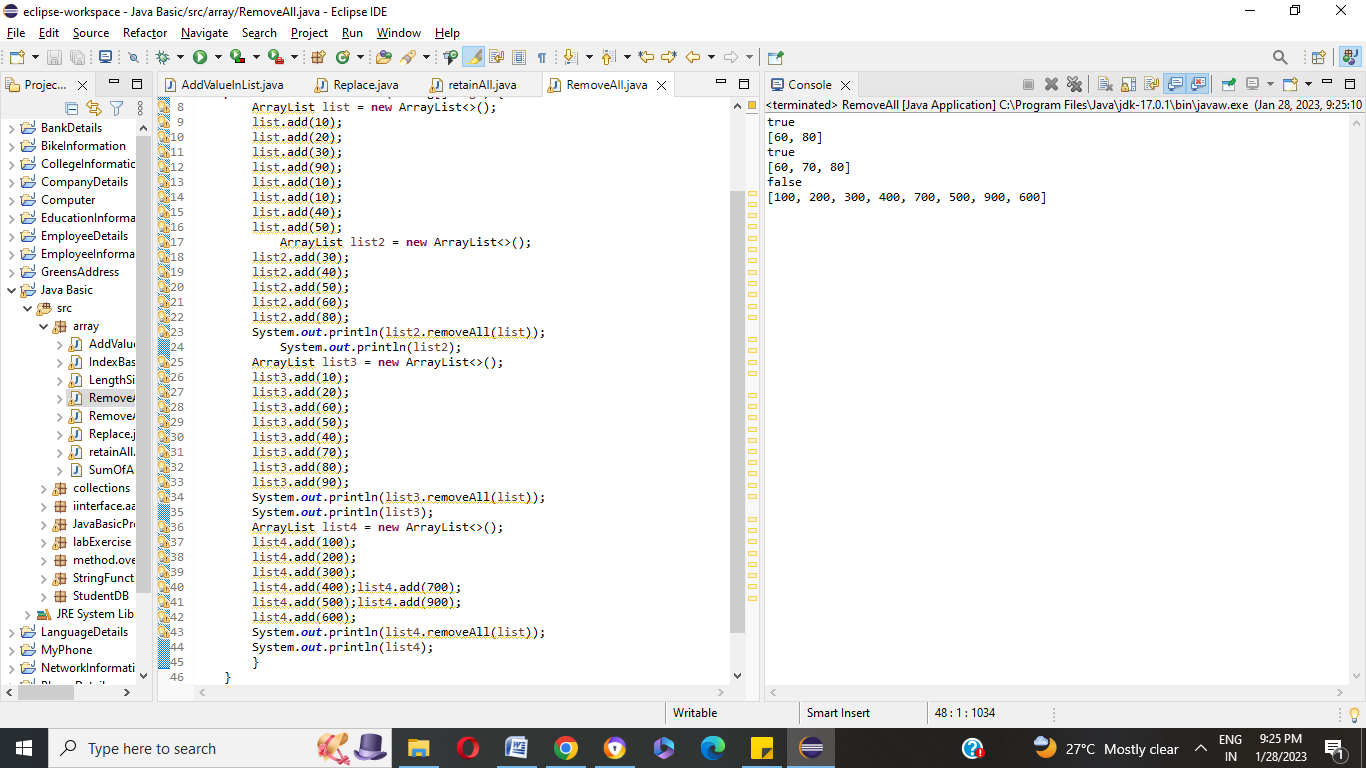 eclipse-workspace - Java Basic/src/array/RemoveAll.java - Eclipse IDE
File Edit Source Refactor Navigate Search Project Run Window Help
Projec...
BankDetails
BikeInformation
CollegeInformatic
CompanyDetails
Computer
EducationInforma
EmployeeDetails
EmployeeInforma
GreensAddress
Java Basic
src
array
AddValue
IndexBas
LengthSi
RemoveA
RemoveA
Replace.j
retainAll.
SumOfA
collections
iinterface.aa
JavaBasicPro
labExercise
method.ove
StringFunct
StudentDB
JRE System Lib
LanguageDetails
MyPhone
NetworkInformati
AddValueInList.java Replace.java retainAll.java RemoveAll.java
8 ArrayList list = new ArrayList<>();
9 list.add(10);
10 list.add(20);
11 list.add(30);
12 list.add(90);
13 list.add(10);
14 list.add(10);
15 list.add(40);
16 list.add(50);
17 ArrayList list2 = new ArrayList<>();
18 list2.add(30);
19 list2.add(40);
20 list2.add(50);
21 list2.add(60);
22 list2.add(80);
23 System.out.println(list2.removeAll(list));
24 System.out.println(list2);
25 ArrayList list3 = new ArrayList<>();
26 list3.add(10);
27 list3.add(20);
28 list3.add(60);
29 list3.add(50);
30 list3.add(40);
31 list3.add(70);
32 list3.add(80);
33 list3.add(90);
34 System.out.println(list3.removeAll(list));
35 System.out.println(list3);
36 ArrayList list4 = new ArrayList<>();
37 list4.add(100);
38 list4.add(200);
39 list4.add(300);
40 list4.add(400);list4.add(700);
41 list4.add(500);list4.add(900);
42 list4.add(600);
43 System.out.println(list4.removeAll(list));
44 System.out.println(list4);
45 }
46 }
Console
<terminated> RemoveAll [Java Application] C:\Program Files\Java\jdk-17.0.1\bin\javaw.exe (Jan 28, 2023, 9:25:10
true
[60, 80]
true
[60, 70, 80]
false
[100, 200, 300, 400, 700, 500, 900, 600]
Writable Smart Insert 48 : 1 : 1034
Type here to search
27°C Mostly clear
ENG
IN
9:25 PM
1/28/2023
1